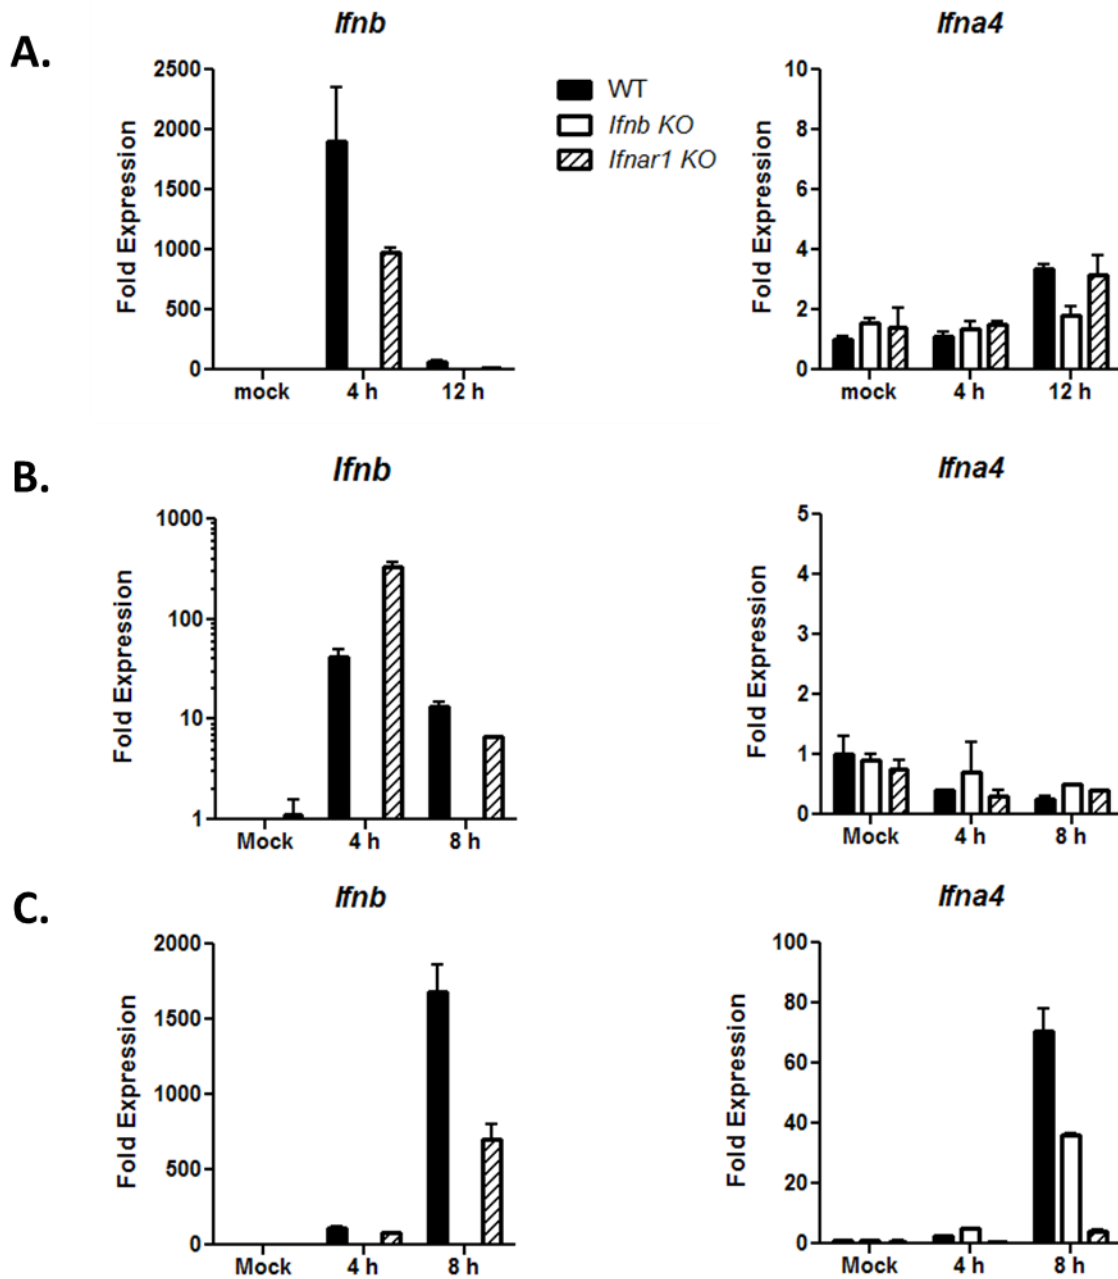 A.
Ifnb
Fold Expression
2500
2000
1500
1000
500
0
mock 4 h 12 h
WT
Ifnb KO
Ifnar1 KO
Ifna4
Fold Expression
10
8
6
4
2
0
mock 4 h 12 h
B.
Ifnb
Fold Expression
1000
100
10
1
Mock 4 h 8 h
Ifna4
Fold Expression
5
4
3
2
1
0
Mock 4 h 8 h
C.
Ifnb
Fold Expression
2000
1500
1000
500
0
Mock 4 h 8 h
Ifna4
Fold Expression
100
80
60
40
20
0
Mock 4 h 8 h